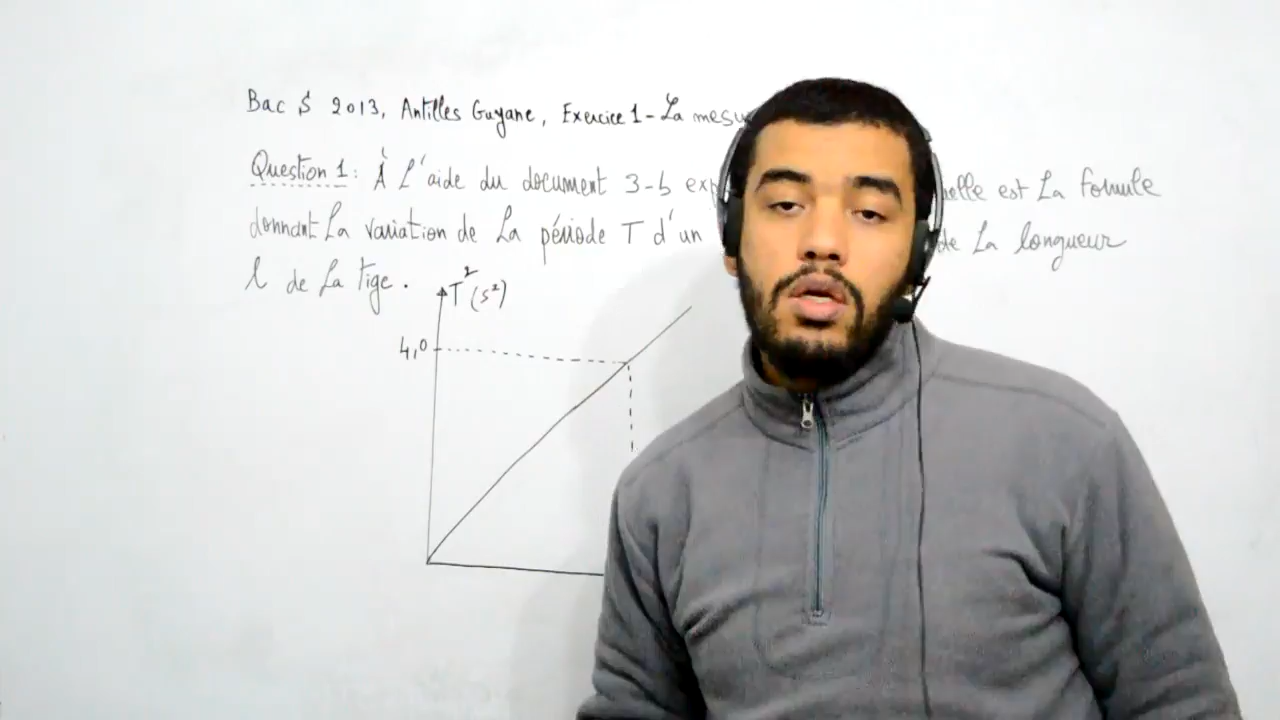 Bac S 2013, Antilles Guyane, Exercice 1 - La mesu
Question 1: À L'aide du document 3-b exp elle est La formule
donnant La variation de La période T d'un de La longueur
l de La tige.
T² (s²)
4,0